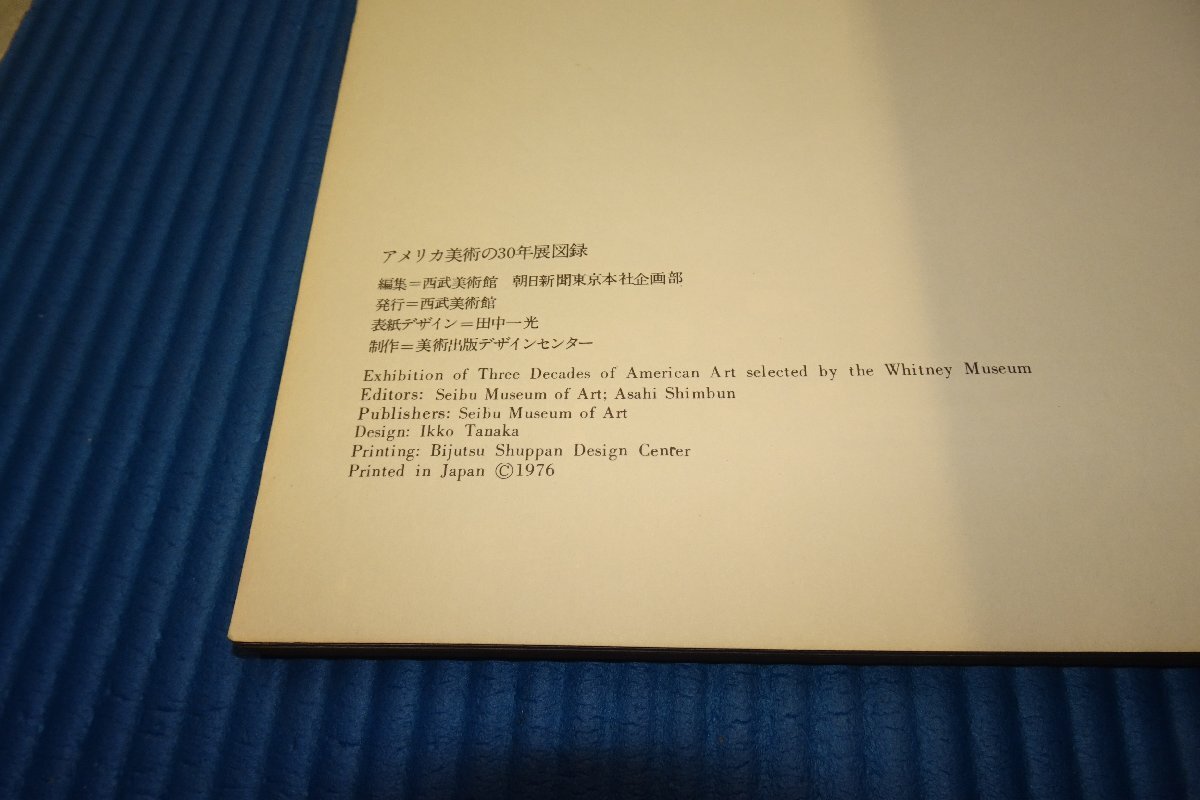 アメリカ美術の30年展図録
編集=西武美術館　朝日新聞東京本社企画部
発行=西武美術館
表紙デザイン=田中一光
制作=美術出版デザインセンター
Exhibition of Three Decades of American Art selected by the Whitney Museum
Editors: Seibu Museum of Art; Asahi Shimbun
Publishers: Seibu Museum of Art
Design: Ikko Tanaka
Printing: Bijutsu Shuppan Design Center
Printed in Japan ©1976